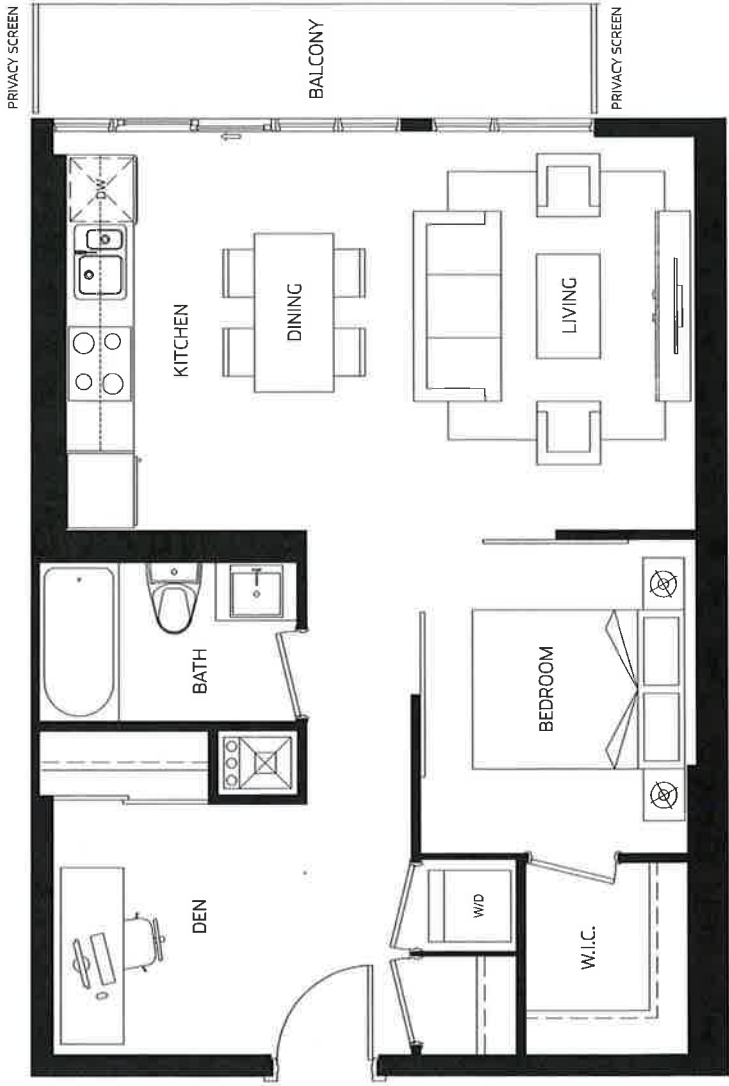 PRIVACY SCREEN
BALCONY
PRIVACY SCREEN
DW
KITCHEN
DINING
LIVING
BATH
BEDROOM
DEN
W/D
W.I.C.